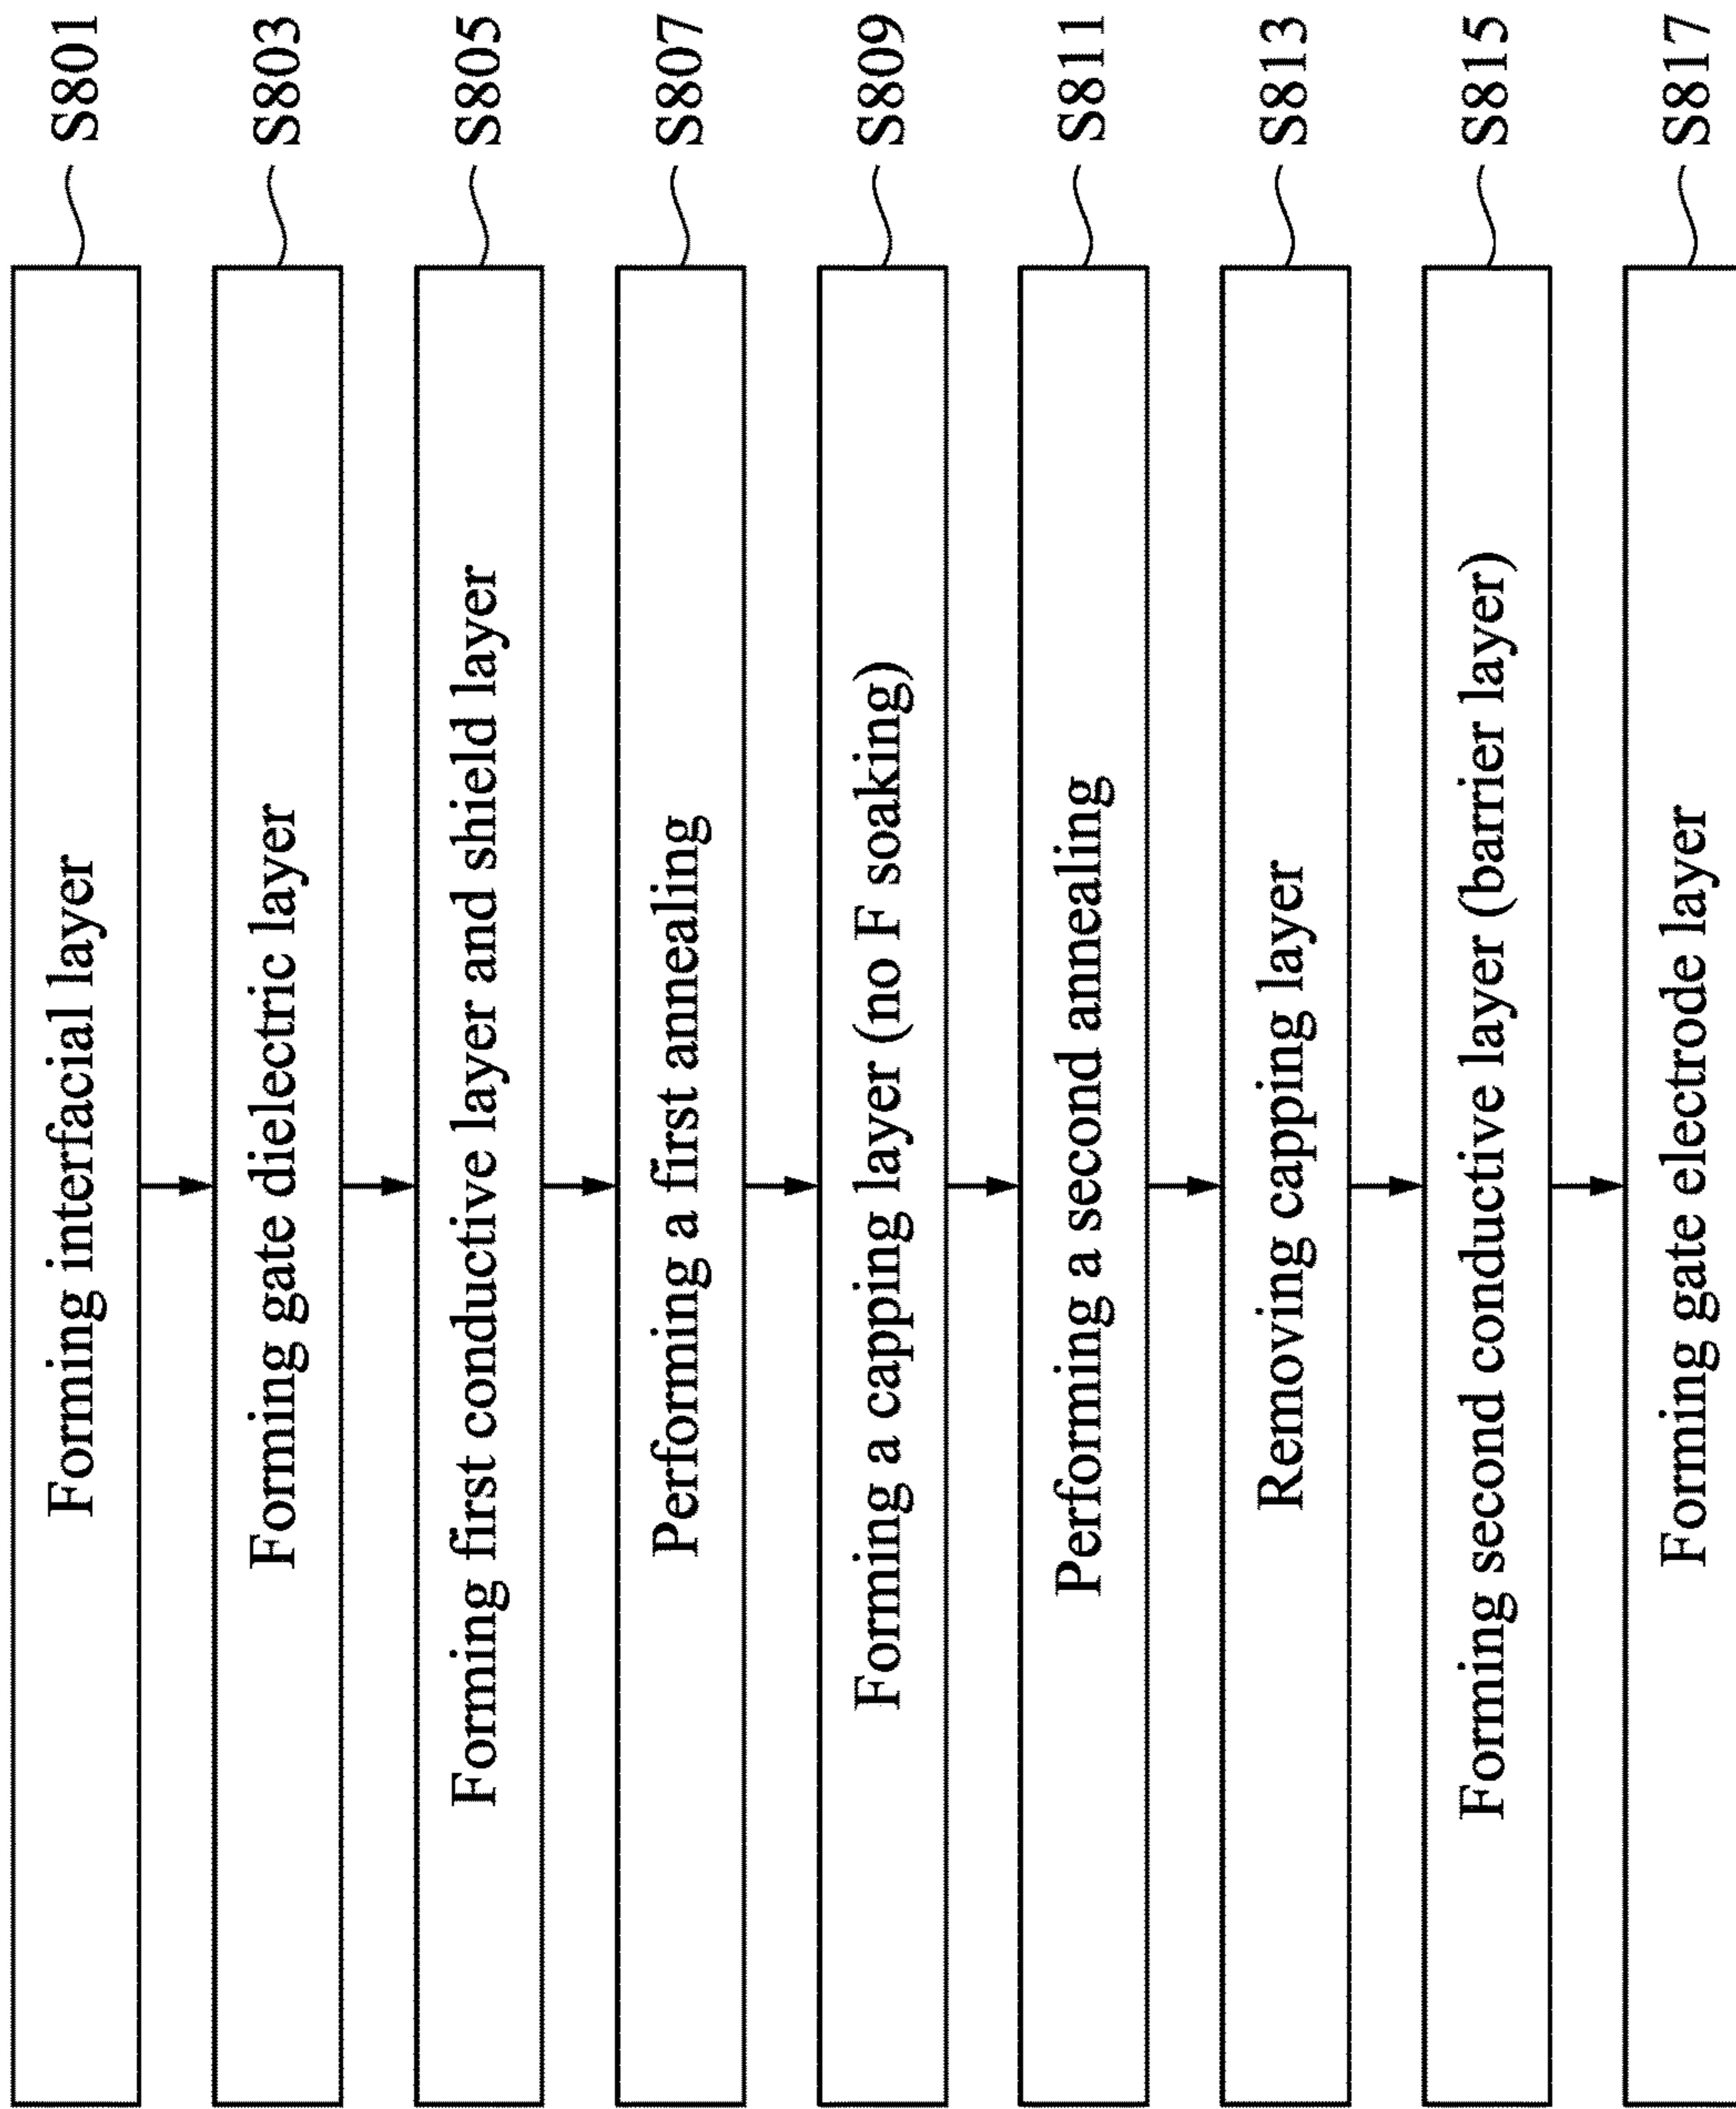 Forming interfacial layer
S801
Forming gate dielectric layer
S803
Forming first conductive layer and shield layer
S805
Performing a first annealing
S807
Forming a capping layer (no F soaking)
S809
Performing a second annealing
S811
Removing capping layer
S813
Forming second conductive layer (barrier layer)
S815
Forming gate electrode layer
S817